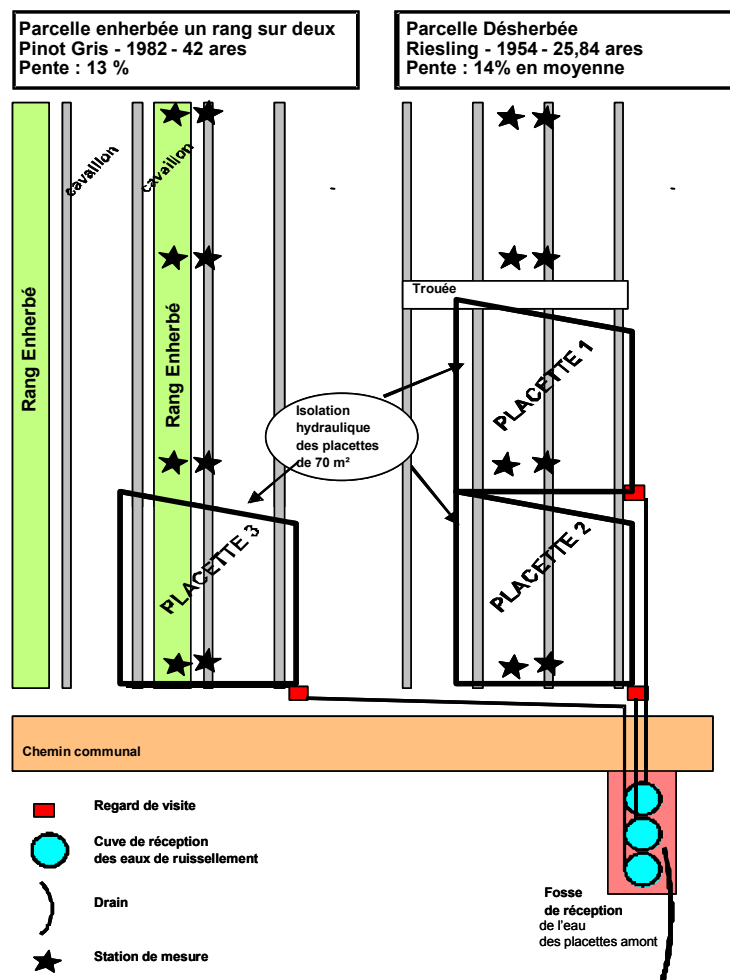 Parcelle enherbée un rang sur deux
Pinot Gris - 1982 - 42 ares
Pente : 13 %
Parcelle Désherbée
Riesling - 1954 - 25,84 ares
Pente : 14% en moyenne
cavaillon
cavaillon
Rang Enherbé
Rang Enherbé
Trouée
PLACETTE 1
Isolation
hydraulique
des placettes
de 70 m²
PLACETTE 3
PLACETTE 2
Chemin communal
Regard de visite
Cuve de réception
des eaux de ruissellement
Drain
Station de mesure
Fosse
de réception
de l'eau
des placettes amont